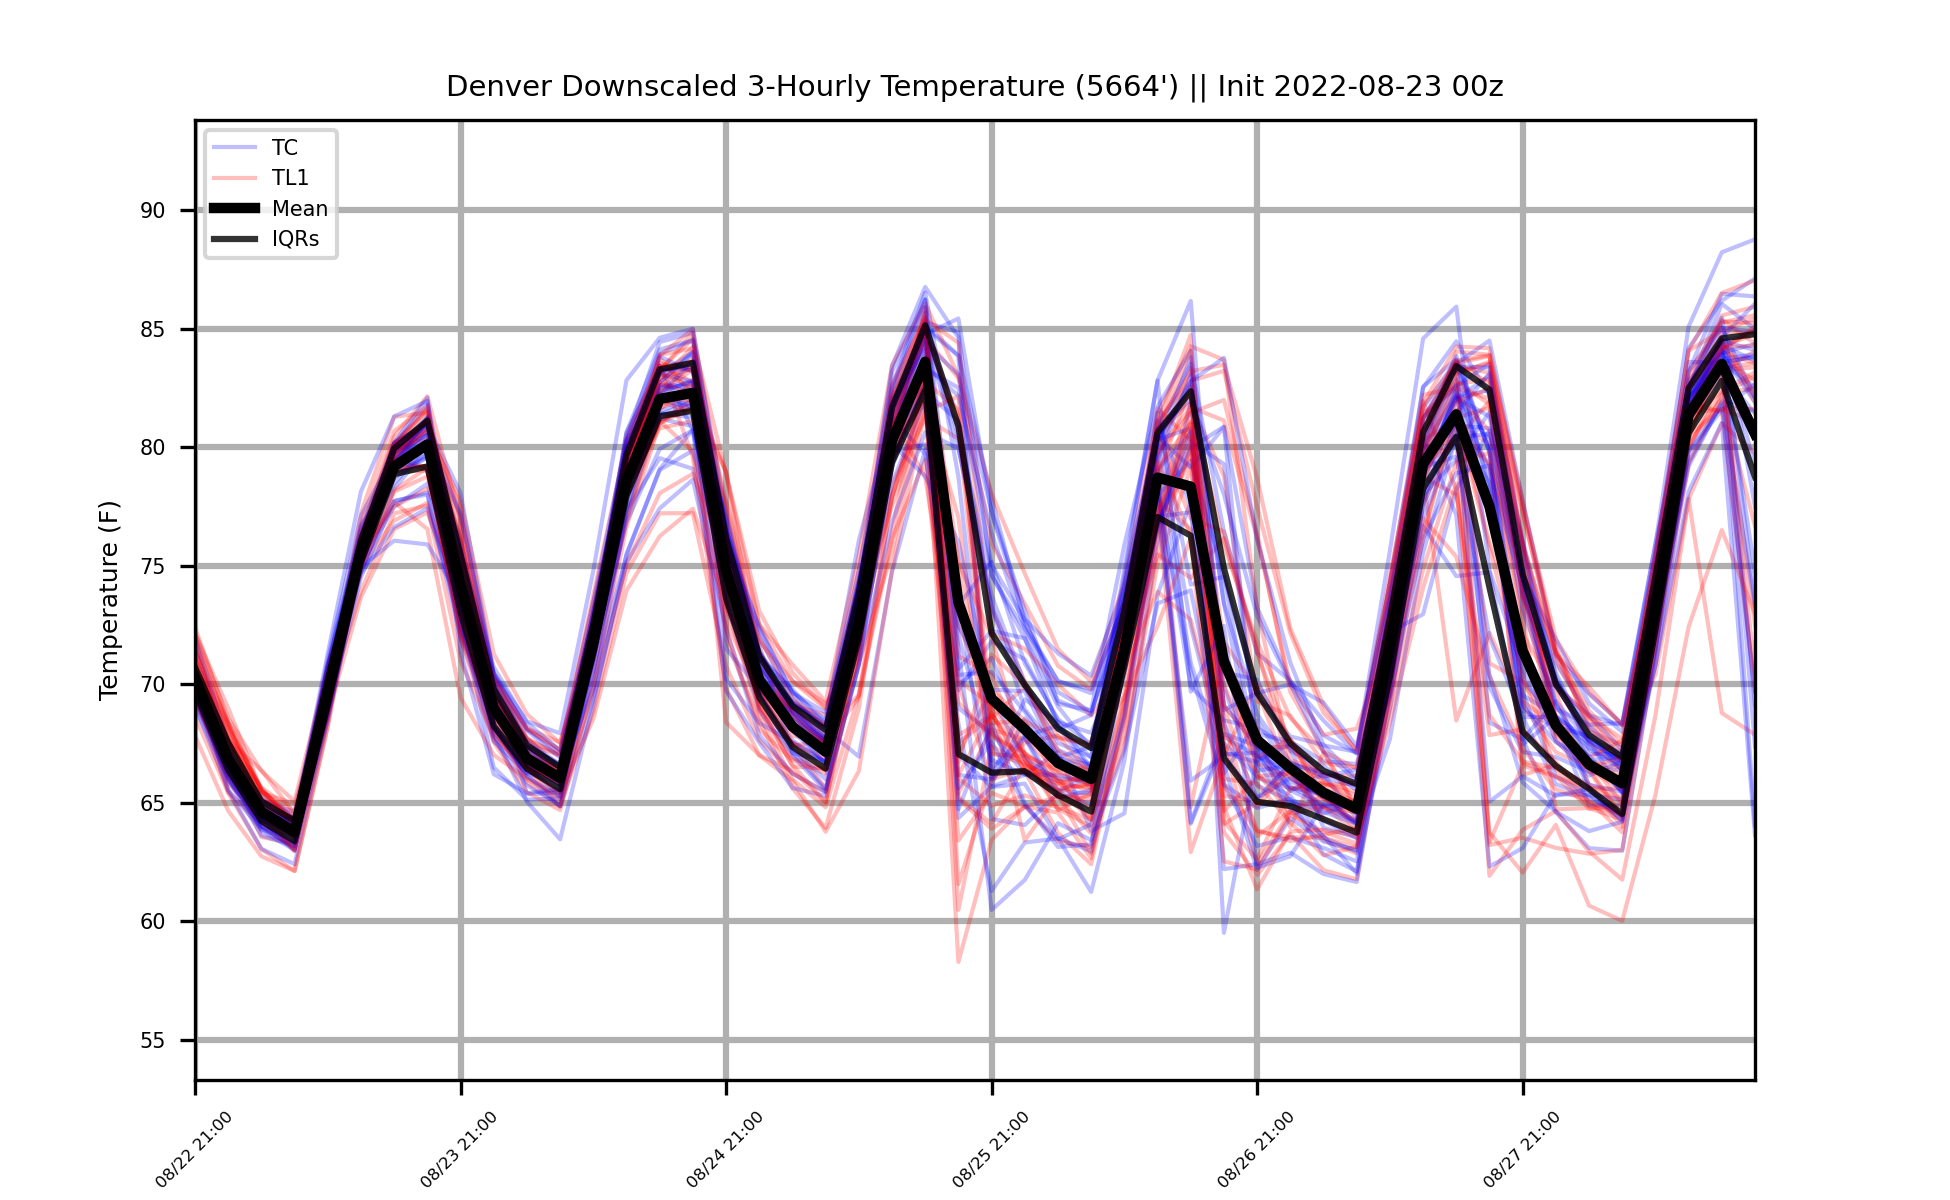 Denver Downscaled 3-Hourly Temperature (5664') || Init 2022-08-23 00z
TC
TL1
Mean
IQRs
Temperature (F)
90
85
80
75
70
65
60
55
08/22 21:00
08/23 21:00
08/24 21:00
08/25 21:00
08/26 21:00
08/27 21:00